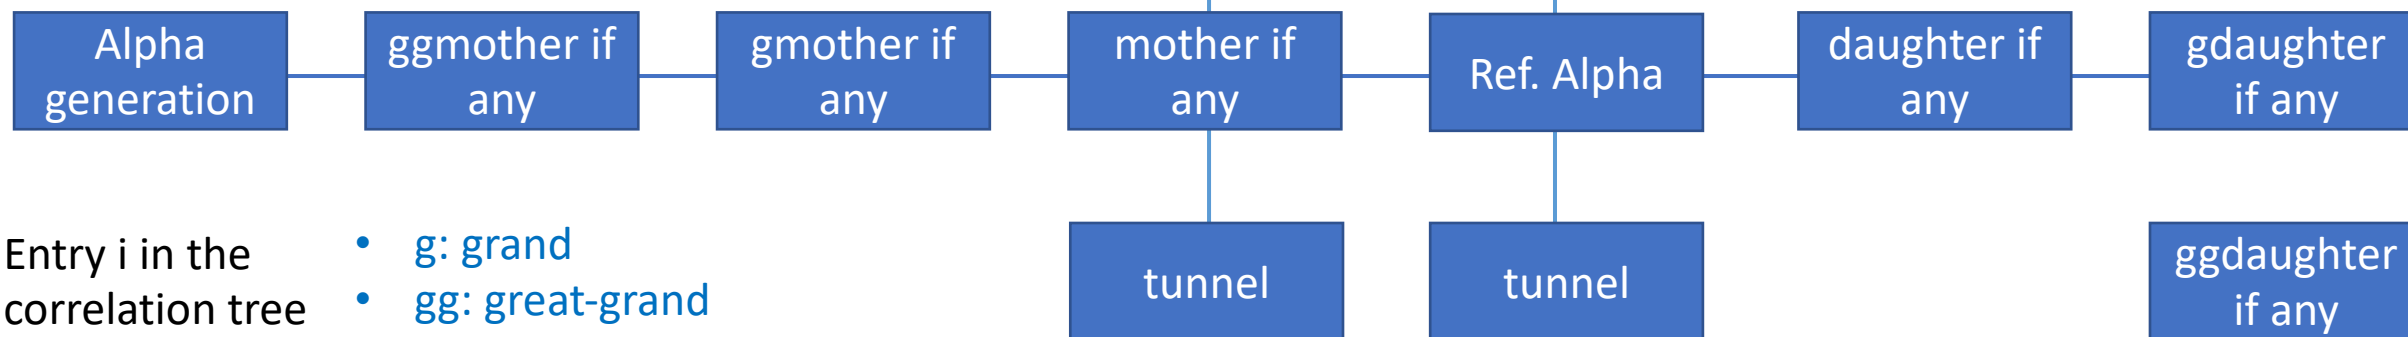 Alpha
generation
ggmother if
any
gmother if
any
mother if
any
Ref. Alpha
daughter if
any
gdaughter
if any
Entry i in the
correlation tree
• g: grand
• gg: great-grand
tunnel
tunnel
ggdaughter
if any